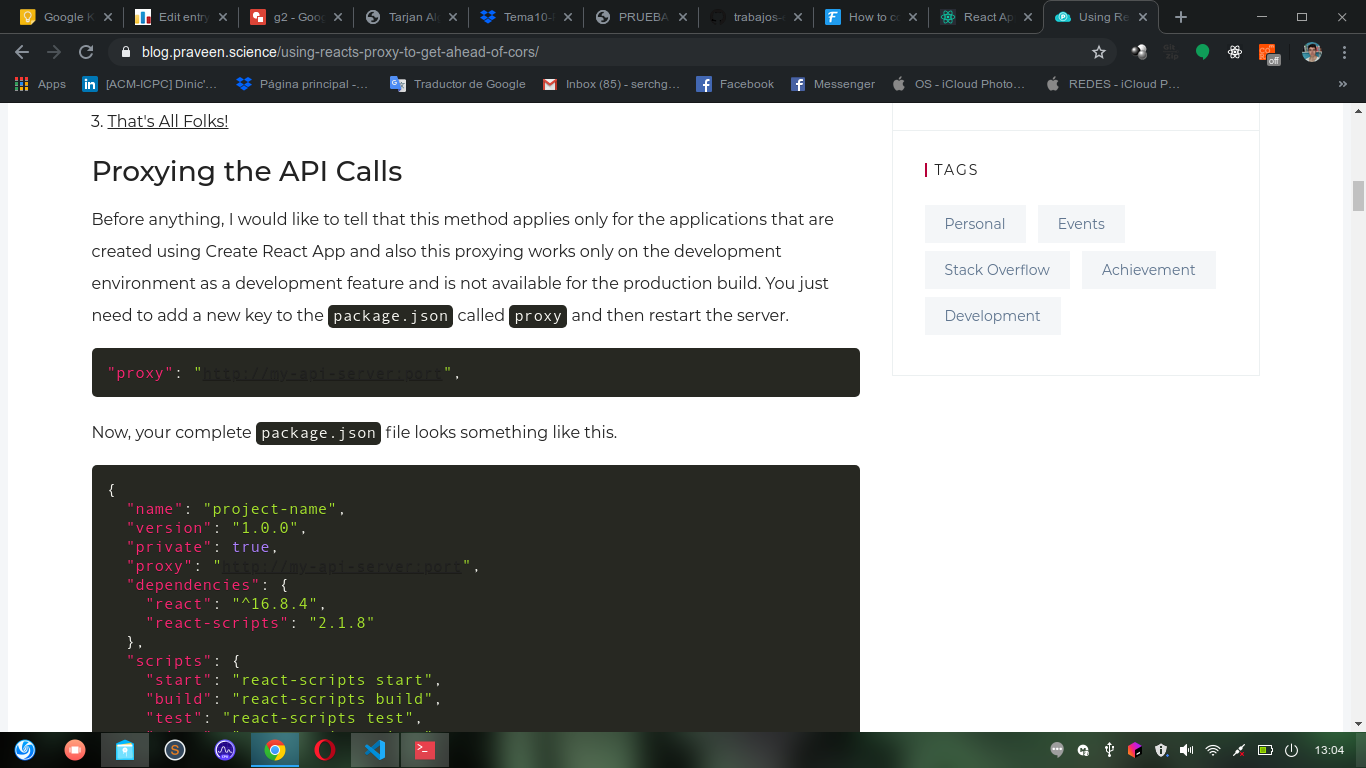 Google K
Edit entry
g2 - Goog
Tarjan Al
Tema10-
PRUEBA
trabajos-
How to c
React Ap
Using Re
blog.praveen.science/using-reacts-proxy-to-get-ahead-of-cors/
off
Apps
[ACM-ICPC] Dinic'...
Página principal -...
Traductor de Google
Inbox (85) - serchg...
Facebook
Messenger
OS - iCloud Photo...
REDES - iCloud P...
»
3. That's All Folks!
Proxying the API Calls
Before anything, I would like to tell that this method applies only for the applications that are
created using Create React App and also this proxying works only on the development
environment as a development feature and is not available for the production build. You just
need to add a new key to the package.json called proxy and then restart the server.
"proxy": "http://my-api-server:port",
Now, your complete package.json file looks something like this.
{
"name": "project-name",
"version": "1.0.0",
"private": true,
"proxy": "http://my-api-server:port",
"dependencies": {
"react": "^16.8.4",
"react-scripts": "2.1.8"
},
"scripts": {
"start": "react-scripts start",
"build": "react-scripts build",
"test": "react-scripts test",
TAGS
Personal
Events
Stack Overflow
Achievement
Development
13:04